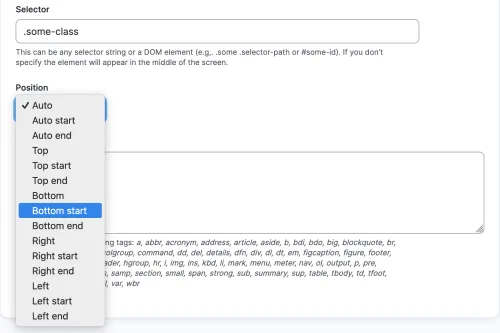 Selector
.some-class
This can be any selector string or a DOM element (e.g,. .some .selector-path or #some-id). If you don't
specify the element will appear in the middle of the screen.
Position
✓ Auto
Auto start
Auto end
Top
Top start
Top end
Bottom
Bottom start
Bottom end
Right
Right start
Right end
Left
Left start
Left end
ng tags: a, abbr, acronym, address, article, aside, b, bdi, bdo, big, blockquote, br,
olgroup, command, dd, del, details, dfn, div, dl, dt, em, figcaption, figure, footer,
ader, hgroup, hr, i, img, ins, kbd, li, mark, menu, meter, nav, ol, output, p, pre,
s, samp, section, small, span, strong, sub, summary, sup, table, tbody, td, tfoot,
l, var, wbr